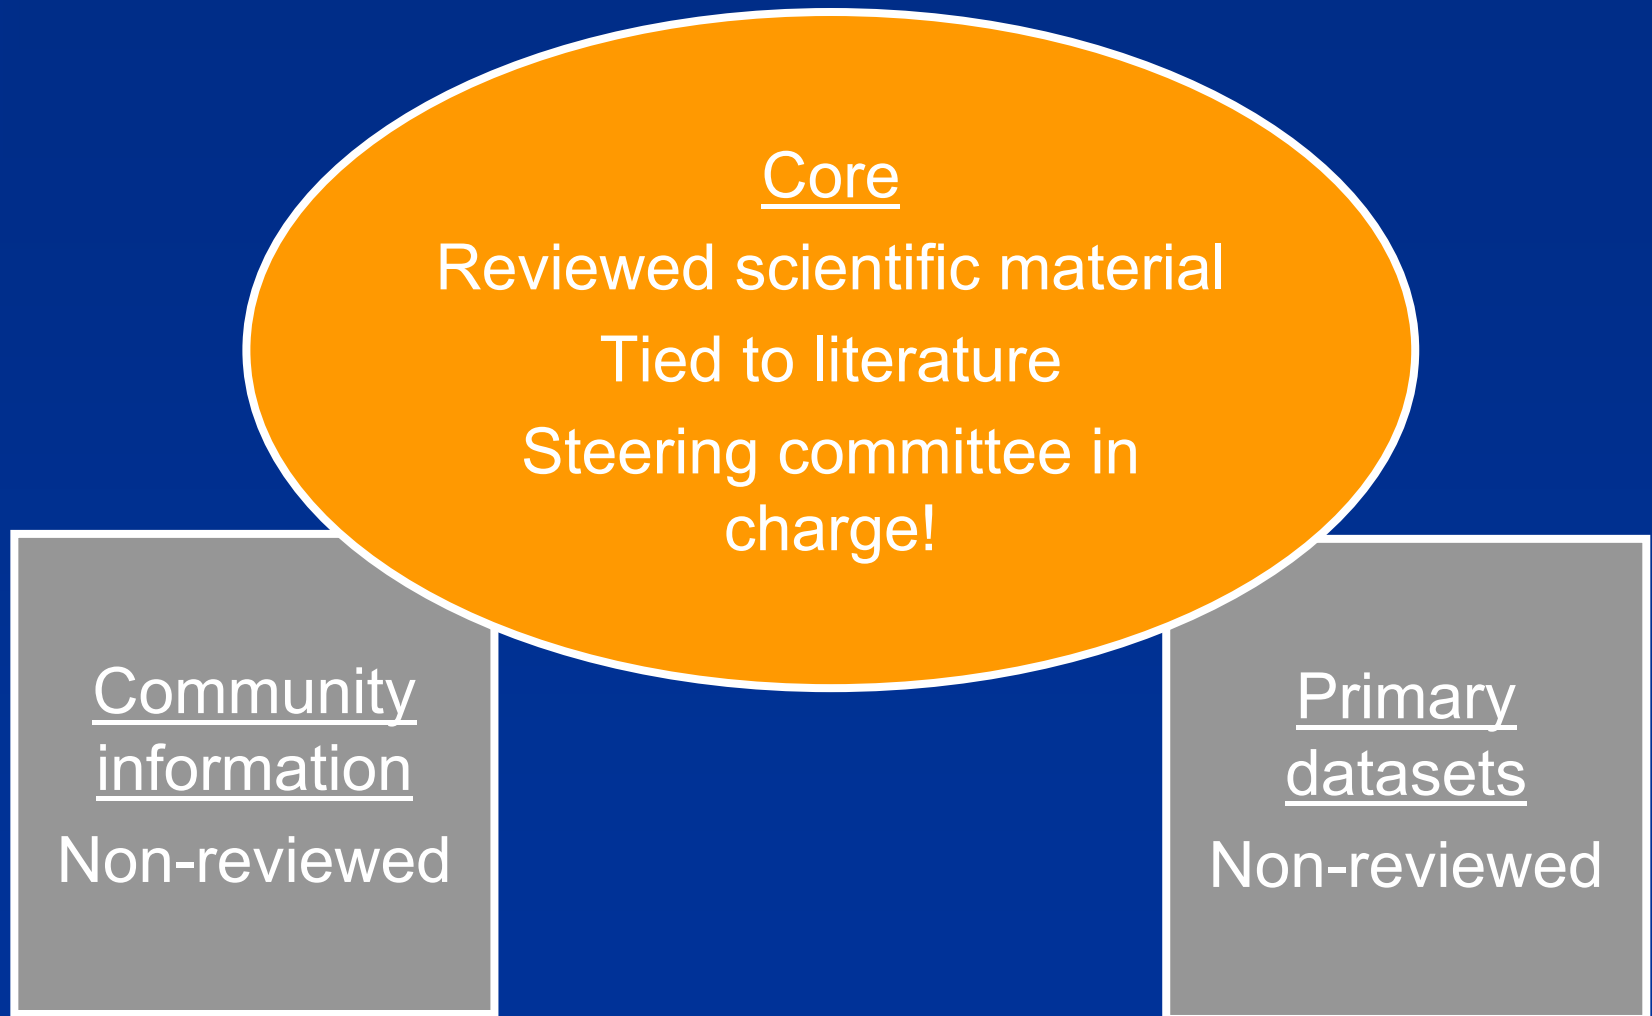 Core
Reviewed scientific material
Tied to literature
Steering committee in
charge!
Community
information
Non-reviewed
Primary
datasets
Non-reviewed